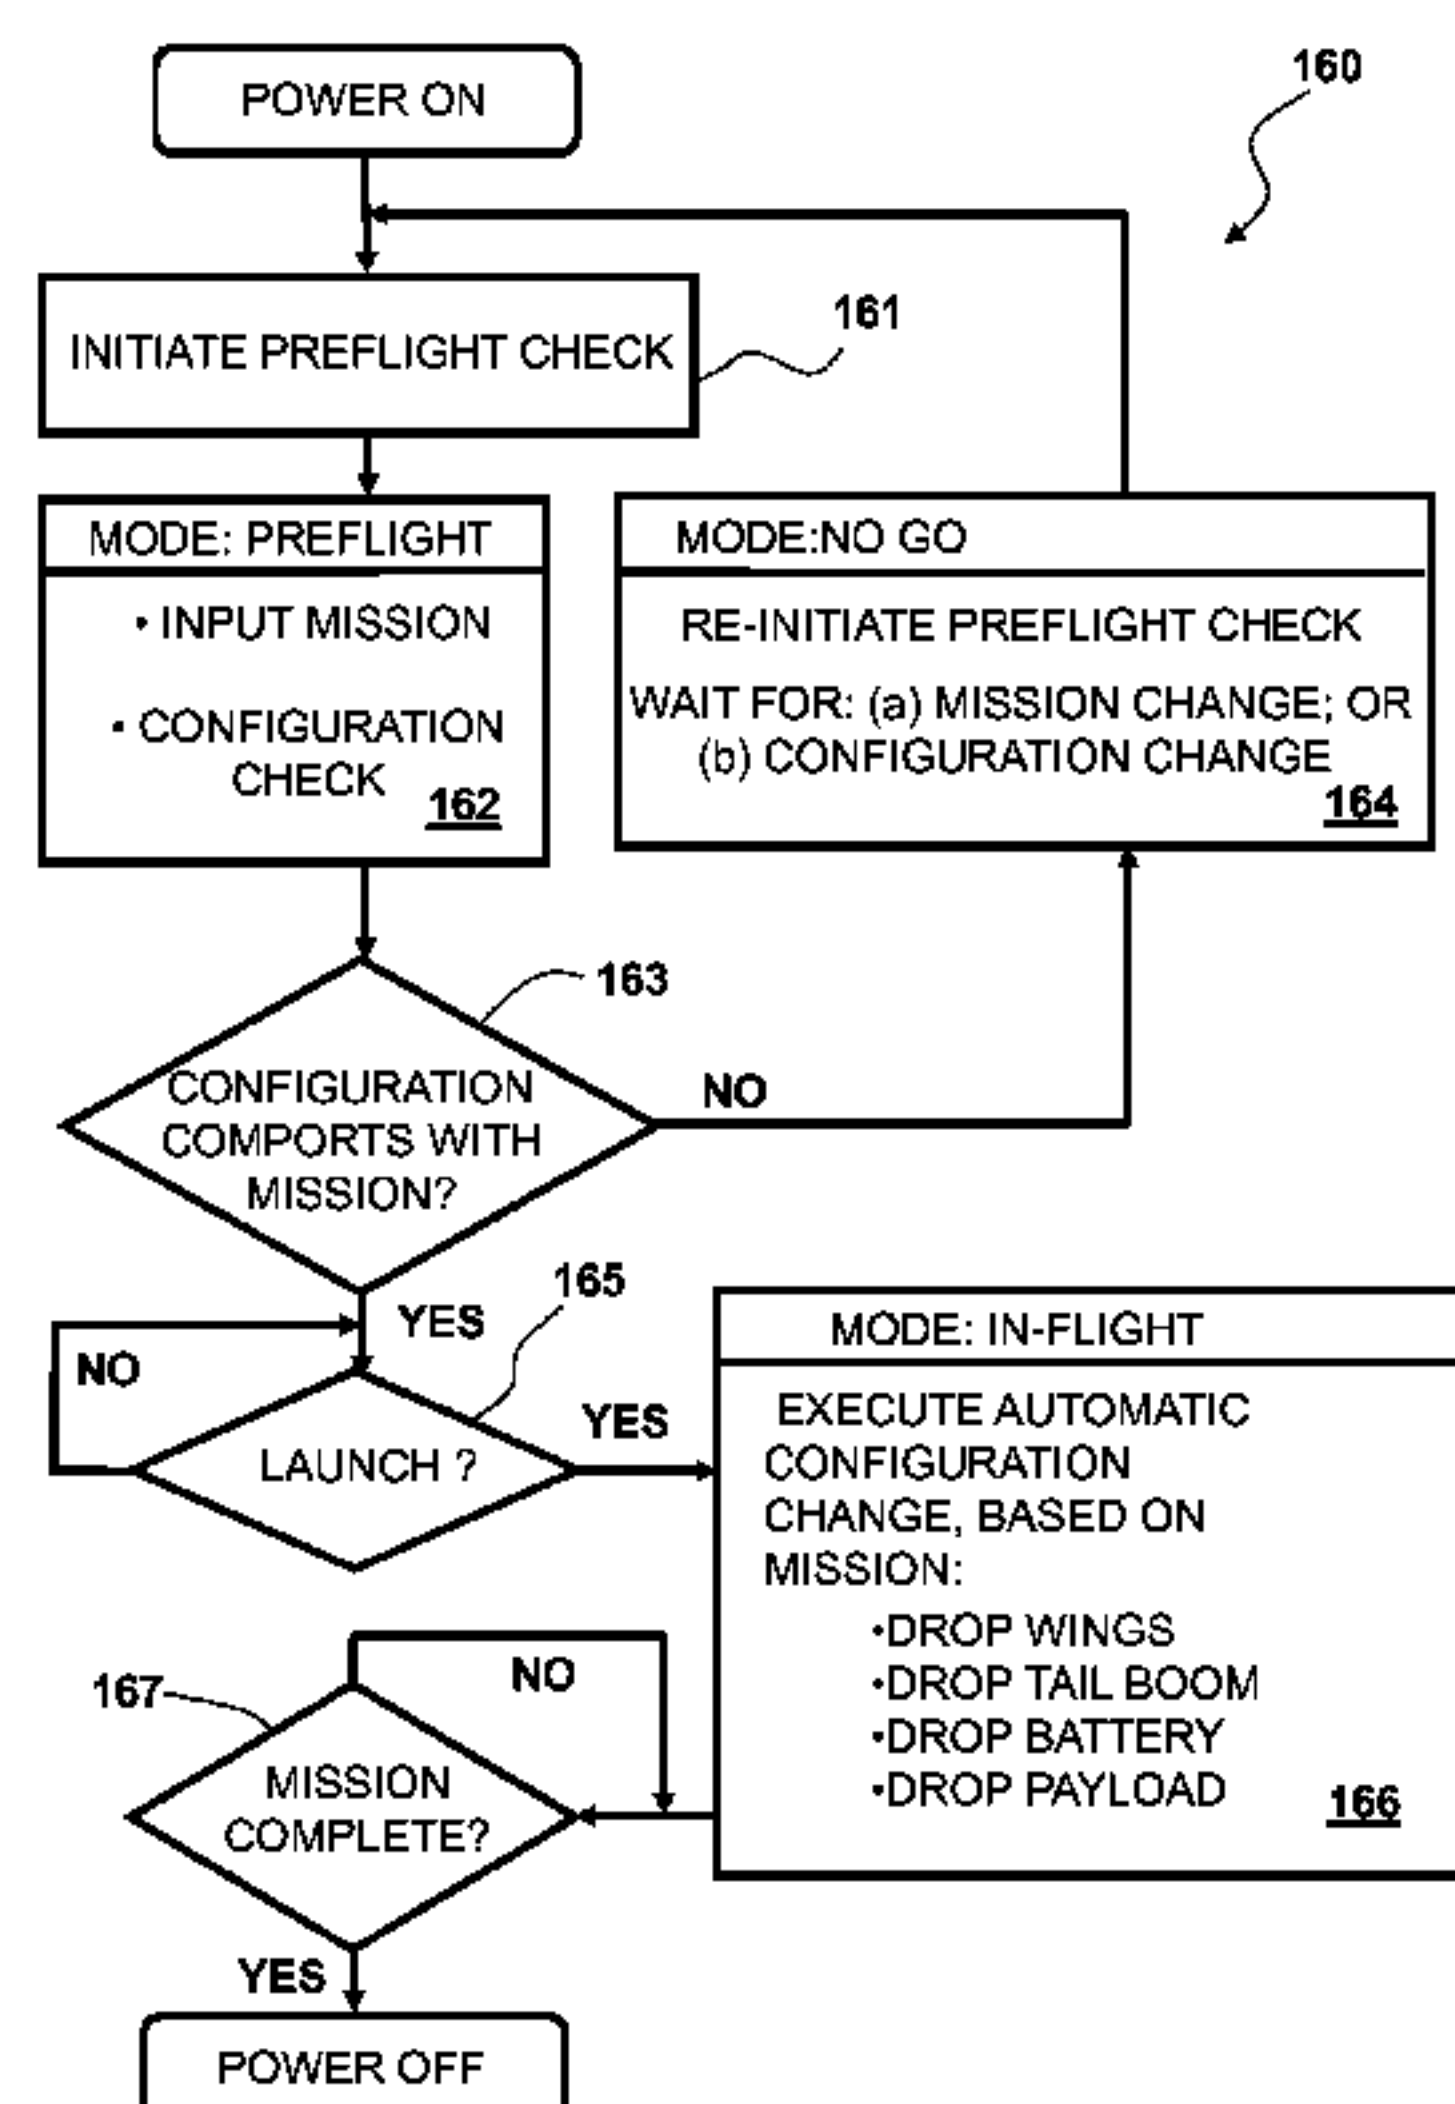 POWER ON
160
INITIATE PREFLIGHT CHECK
161
MODE: PREFLIGHT
• INPUT MISSION
• CONFIGURATION
CHECK
162
MODE:NO GO
RE-INITIATE PREFLIGHT CHECK
WAIT FOR: (a) MISSION CHANGE; OR
(b) CONFIGURATION CHANGE
164
163
CONFIGURATION
COMPORTS WITH
MISSION?
NO
YES
165
NO
LAUNCH ?
YES
MODE: IN-FLIGHT
EXECUTE AUTOMATIC
CONFIGURATION
CHANGE, BASED ON
MISSION:
•DROP WINGS
•DROP TAIL BOOM
•DROP BATTERY
•DROP PAYLOAD
166
NO
167
MISSION
COMPLETE?
YES
POWER OFF